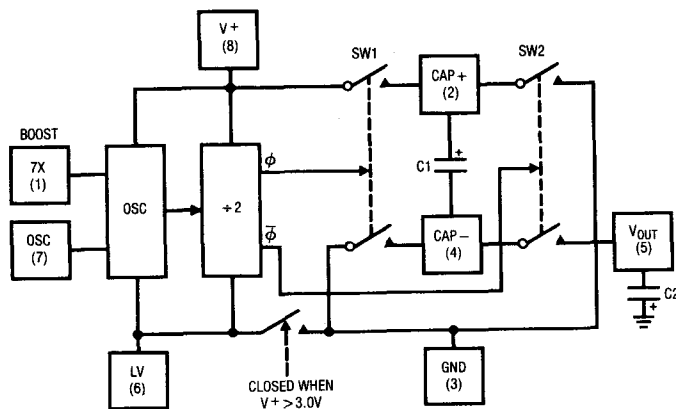 V+
(8)
SW1
SW2
CAP+
(2)
BOOST
7X
(1)
OSC
÷2
ϕ
C1
+
OSC
(7)
ϕ̅
CAP−
(4)
VOUT
(5)
C2
+
LV
(6)
CLOSED WHEN
V+ >3.0V
GND
(3)